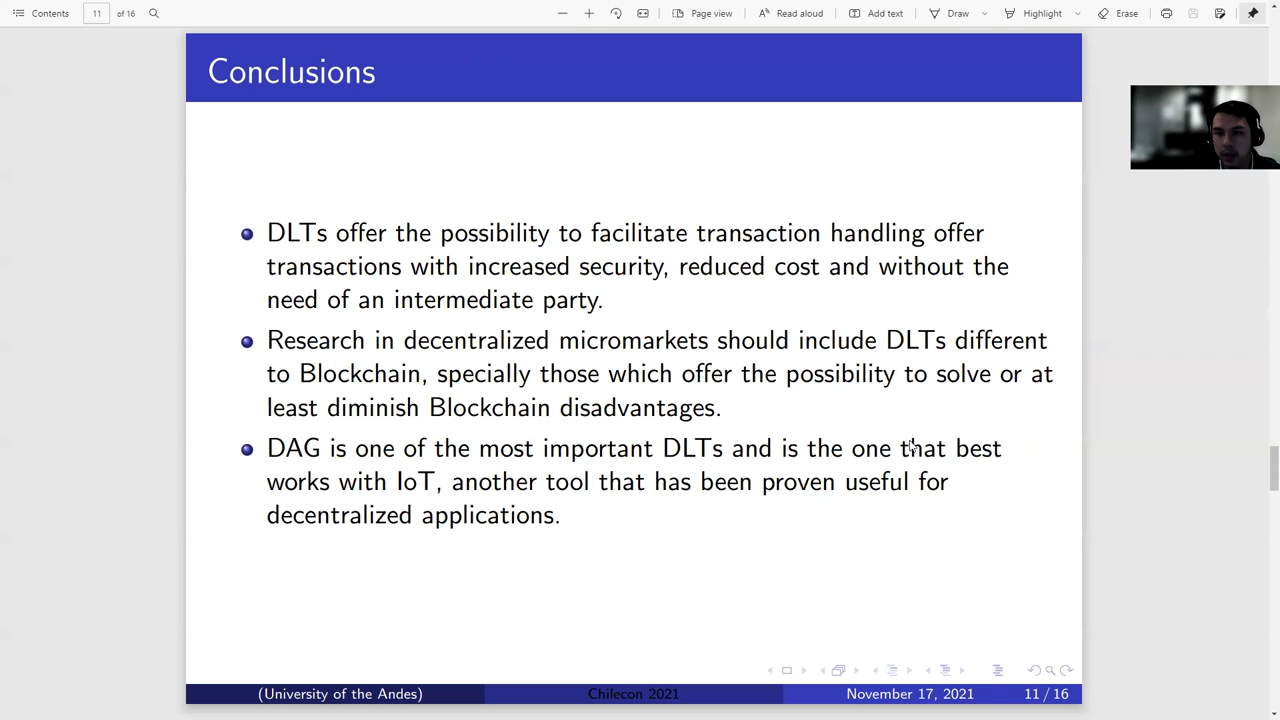 Contents 11 of 16 Page view Read aloud Add text Draw Highlight Erase
Conclusions
DLTs offer the possibility to facilitate transaction handling offer
transactions with increased security, reduced cost and without the
need of an intermediate party.
Research in decentralized micromarkets should include DLTs different
to Blockchain, specially those which offer the possibility to solve or at
least diminish Blockchain disadvantages.
DAG is one of the most important DLTs and is the one that best
works with IoT, another tool that has been proven useful for
decentralized applications.
(University of the Andes) Chilecon 2021 November 17, 2021 11 / 16